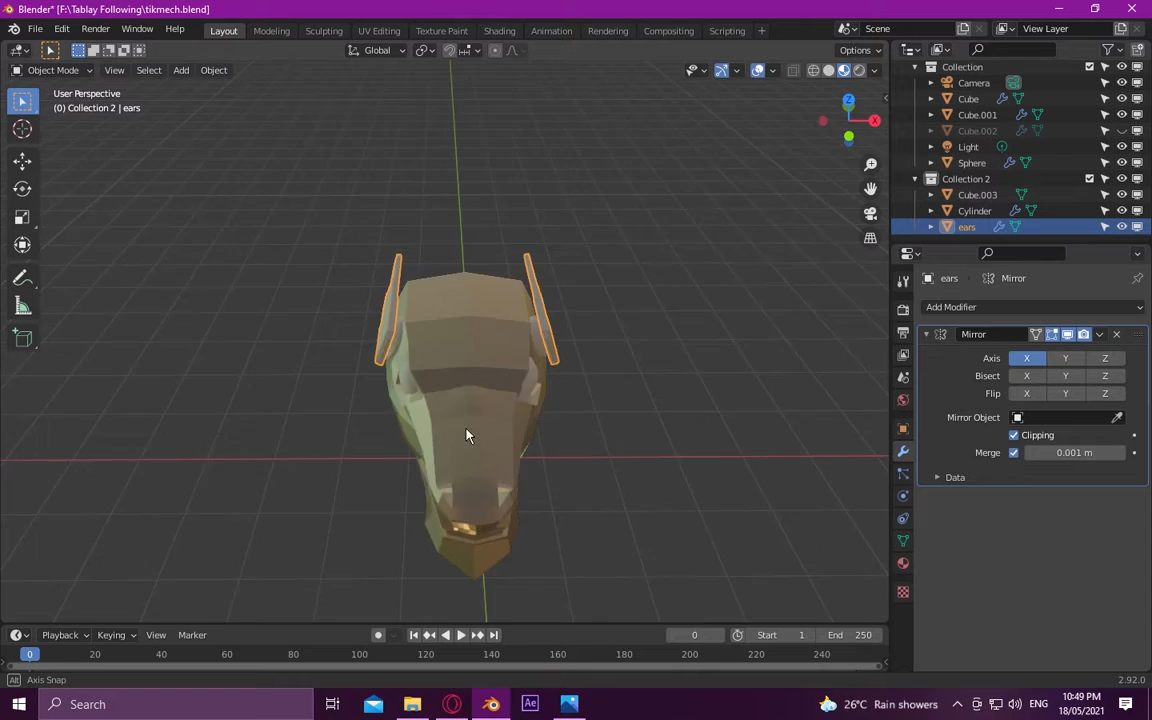 Blender* [F:\Tablay Following\tikmech.blend]
File Edit Render Window Help Layout Modeling Sculpting UV Editing Texture Paint Shading Animation Rendering Compositing Scripting + Scene View Layer
Global Options
Object Mode View Select Add Object
User Perspective
(0) Collection 2 | ears
Z
X
Collection
Camera
Cube
Cube.001
Cube.002
Light
Sphere
Collection 2
Cube.003
Cylinder
ears
ears Mirror
Add Modifier
Mirror
Axis X Y Z
Bisect X Y Z
Flip X Y Z
Mirror Object
Clipping
Merge 0.001 m
Data
Playback Keying View Marker 0 Start 1 End 250
0 20 40 60 80 100 120 140 160 180 200 220 240
Alt Axis Snap 2.92.0
Search Ae 26°C Rain showers ENG 10:49 PM
18/05/2021